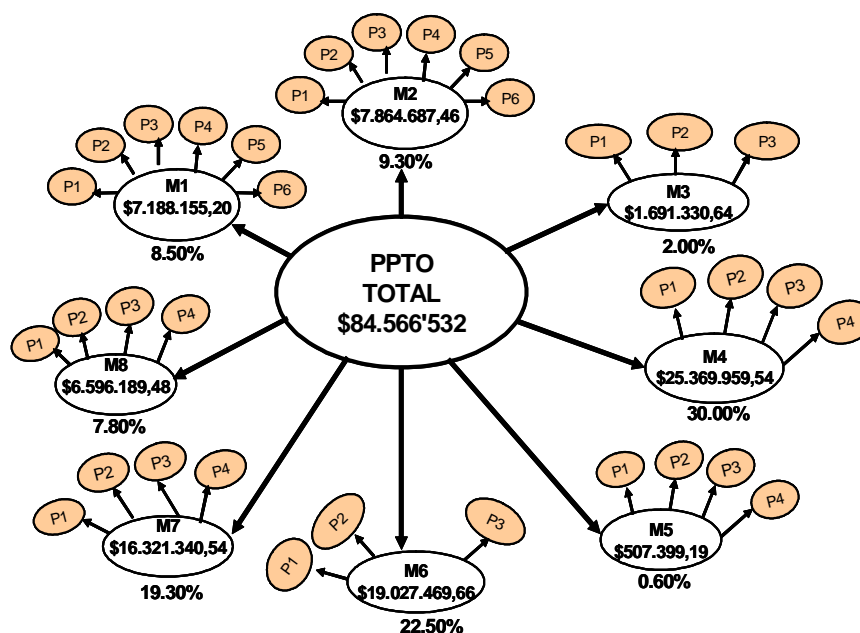 P1
P2
P3
P4
P5
P6
M2
$7.864.687,46
9.30%
P1
P2
P3
P4
P5
P6
M1
$7.188.155,20
8.50%
P1
P2
P3
M3
$1.691.330,64
2.00%
PPTO
TOTAL
$84.566'532
P1
P2
P3
P4
M8
$6.596.189,48
7.80%
P1
P2
P3
P4
M4
$25.369.959,54
30.00%
P1
P2
P3
P4
M7
$16.321.340,54
19.30%
P1
P2
P3
M6
$19.027.469,66
22.50%
P1
P2
P3
P4
M5
$507.399,19
0.60%